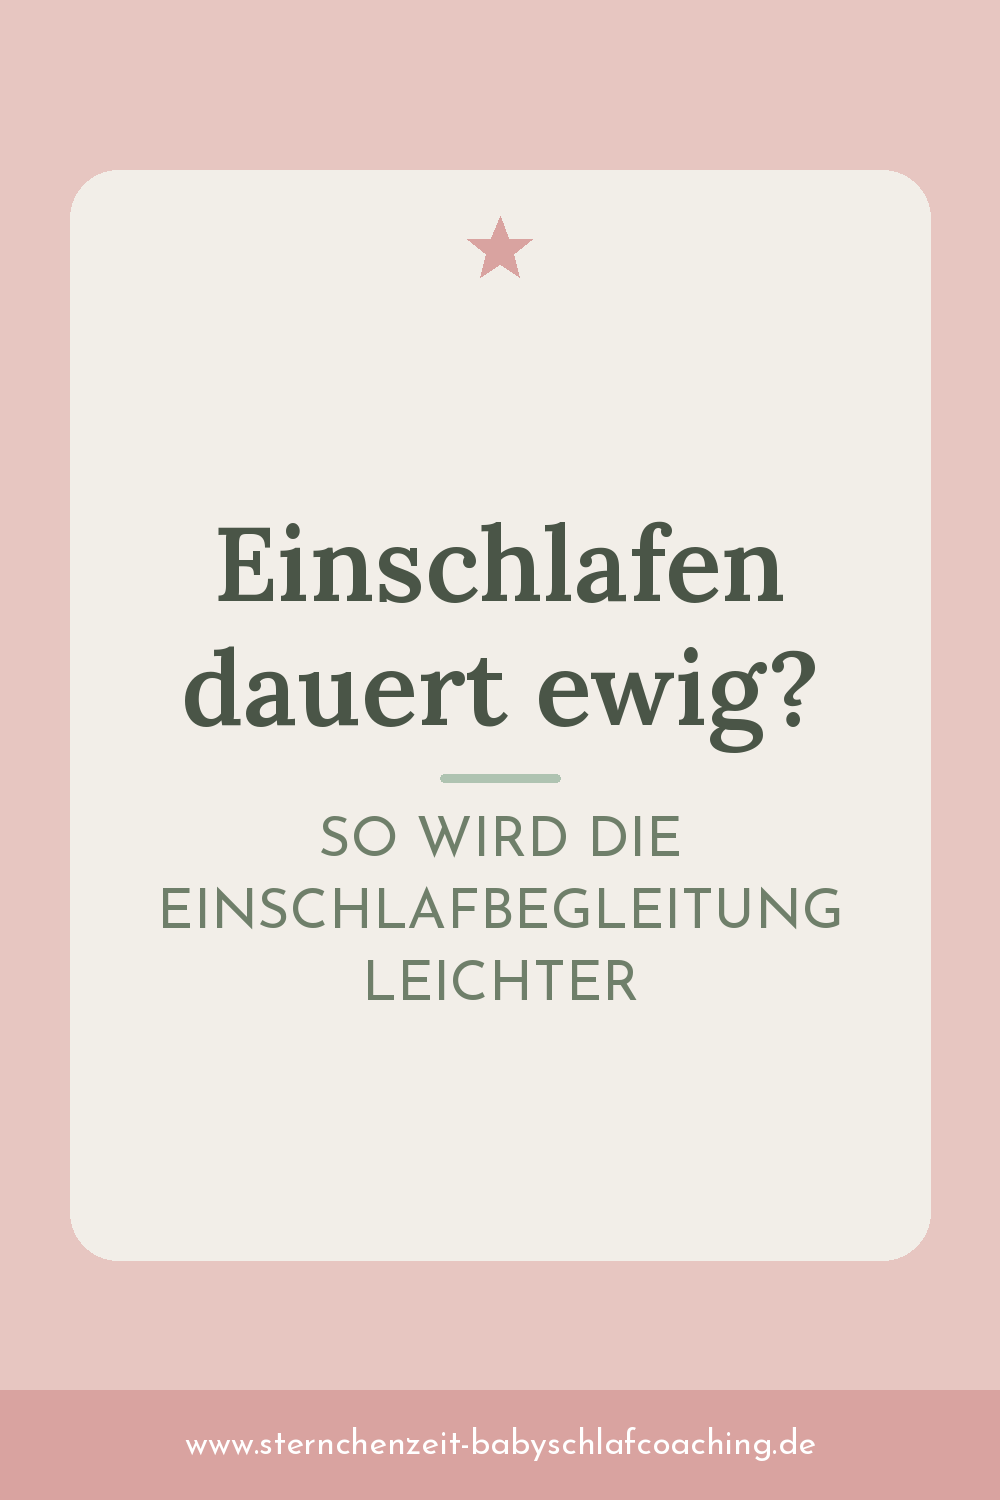 Einschlafen
dauert ewig?
SO WIRD DIE
EINSCHLAFBEGLEITUNG
LEICHTER
www.sternchenzeit-babyschlafcoaching.de